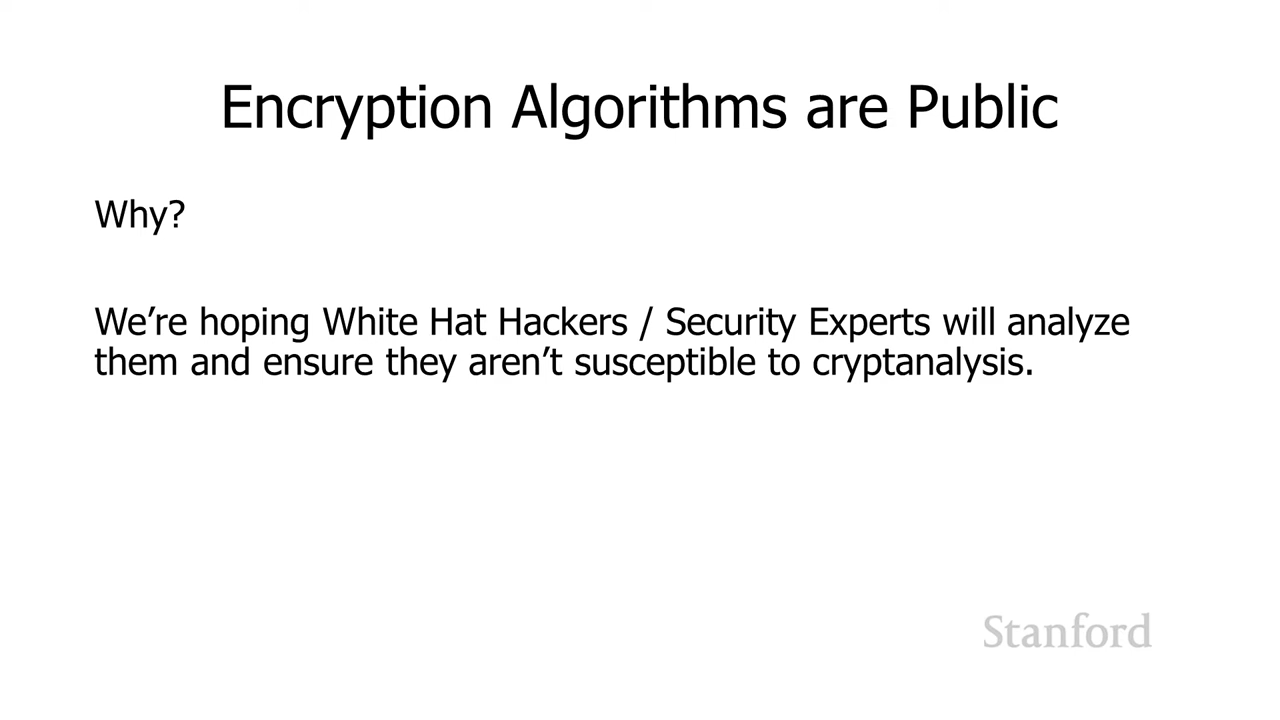 Encryption Algorithms are Public
Why?
We’re hoping White Hat Hackers / Security Experts will analyze
them and ensure they aren’t susceptible to cryptanalysis.
Stanford